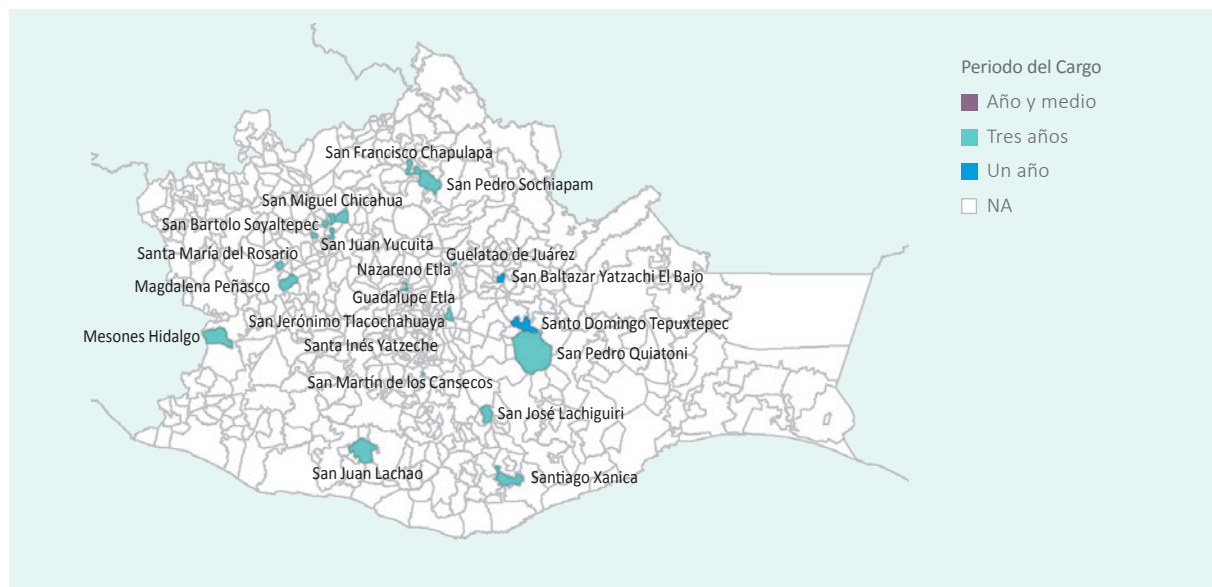 Periodo del Cargo
Año y medio
Tres años
Un año
NA
San Francisco Chapulapa
San Pedro Sochiapam
San Miguel Chicahua
San Bartolo Soyaltepec
San Juan Yucuita
Santa María del Rosario
Guelatao de Juárez
Nazareno Etla
San Baltazar Yatzachi El Bajo
Magdalena Peñasco
Guadalupe Etla
San Jerónimo Tlacochahuaya
Santo Domingo Tepuxtepec
Mesones Hidalgo
Santa Inés Yatzeche
San Pedro Quiatoni
San Martín de los Cansecos
San José Lachiguiri
San Juan Lachao
Santiago Xanica